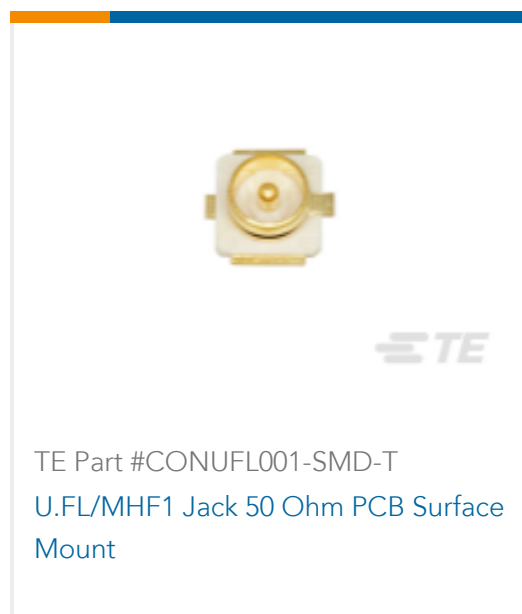 TE
TE Part #CONUFL001-SMD-T
U.FL/MHF1 Jack 50 Ohm PCB Surface
Mount